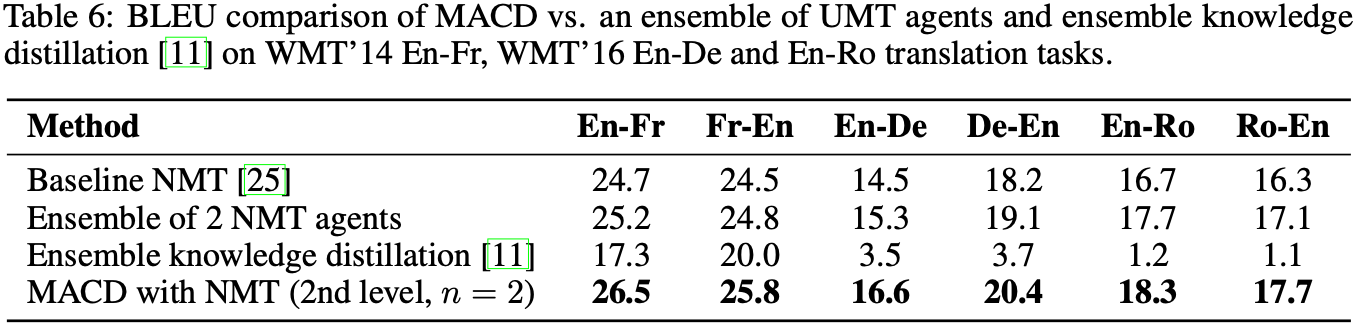 Table 6: BLEU comparison of MACD vs. an ensemble of UMT agents and ensemble knowledge
distillation [11] on WMT’14 En-Fr, WMT’16 En-De and En-Ro translation tasks.
Method En-Fr Fr-En En-De De-En En-Ro Ro-En
Baseline NMT [25] 24.7 24.5 14.5 18.2 16.7 16.3
Ensemble of 2 NMT agents 25.2 24.8 15.3 19.1 17.7 17.1
Ensemble knowledge distillation [11] 17.3 20.0 3.5 3.7 1.2 1.1
MACD with NMT (2nd level, n = 2) 26.5 25.8 16.6 20.4 18.3 17.7